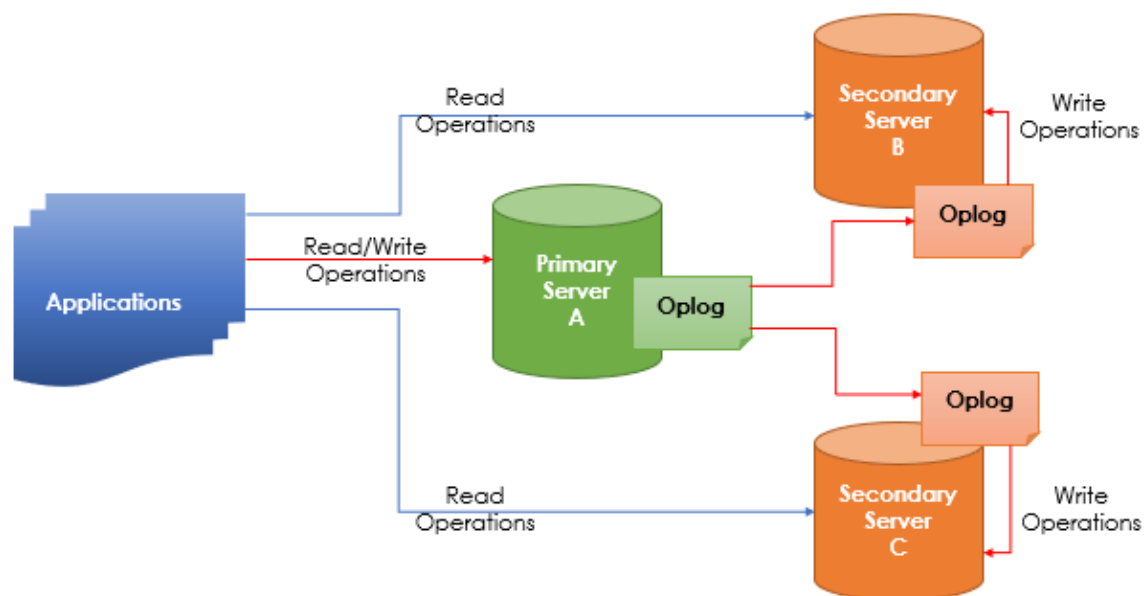 Read
Operations
Secondary
Server
B
Write
Operations
Oplog
Read/Write
Operations
Applications
Primary
Server
A
Oplog
Oplog
Read
Operations
Secondary
Server
C
Write
Operations